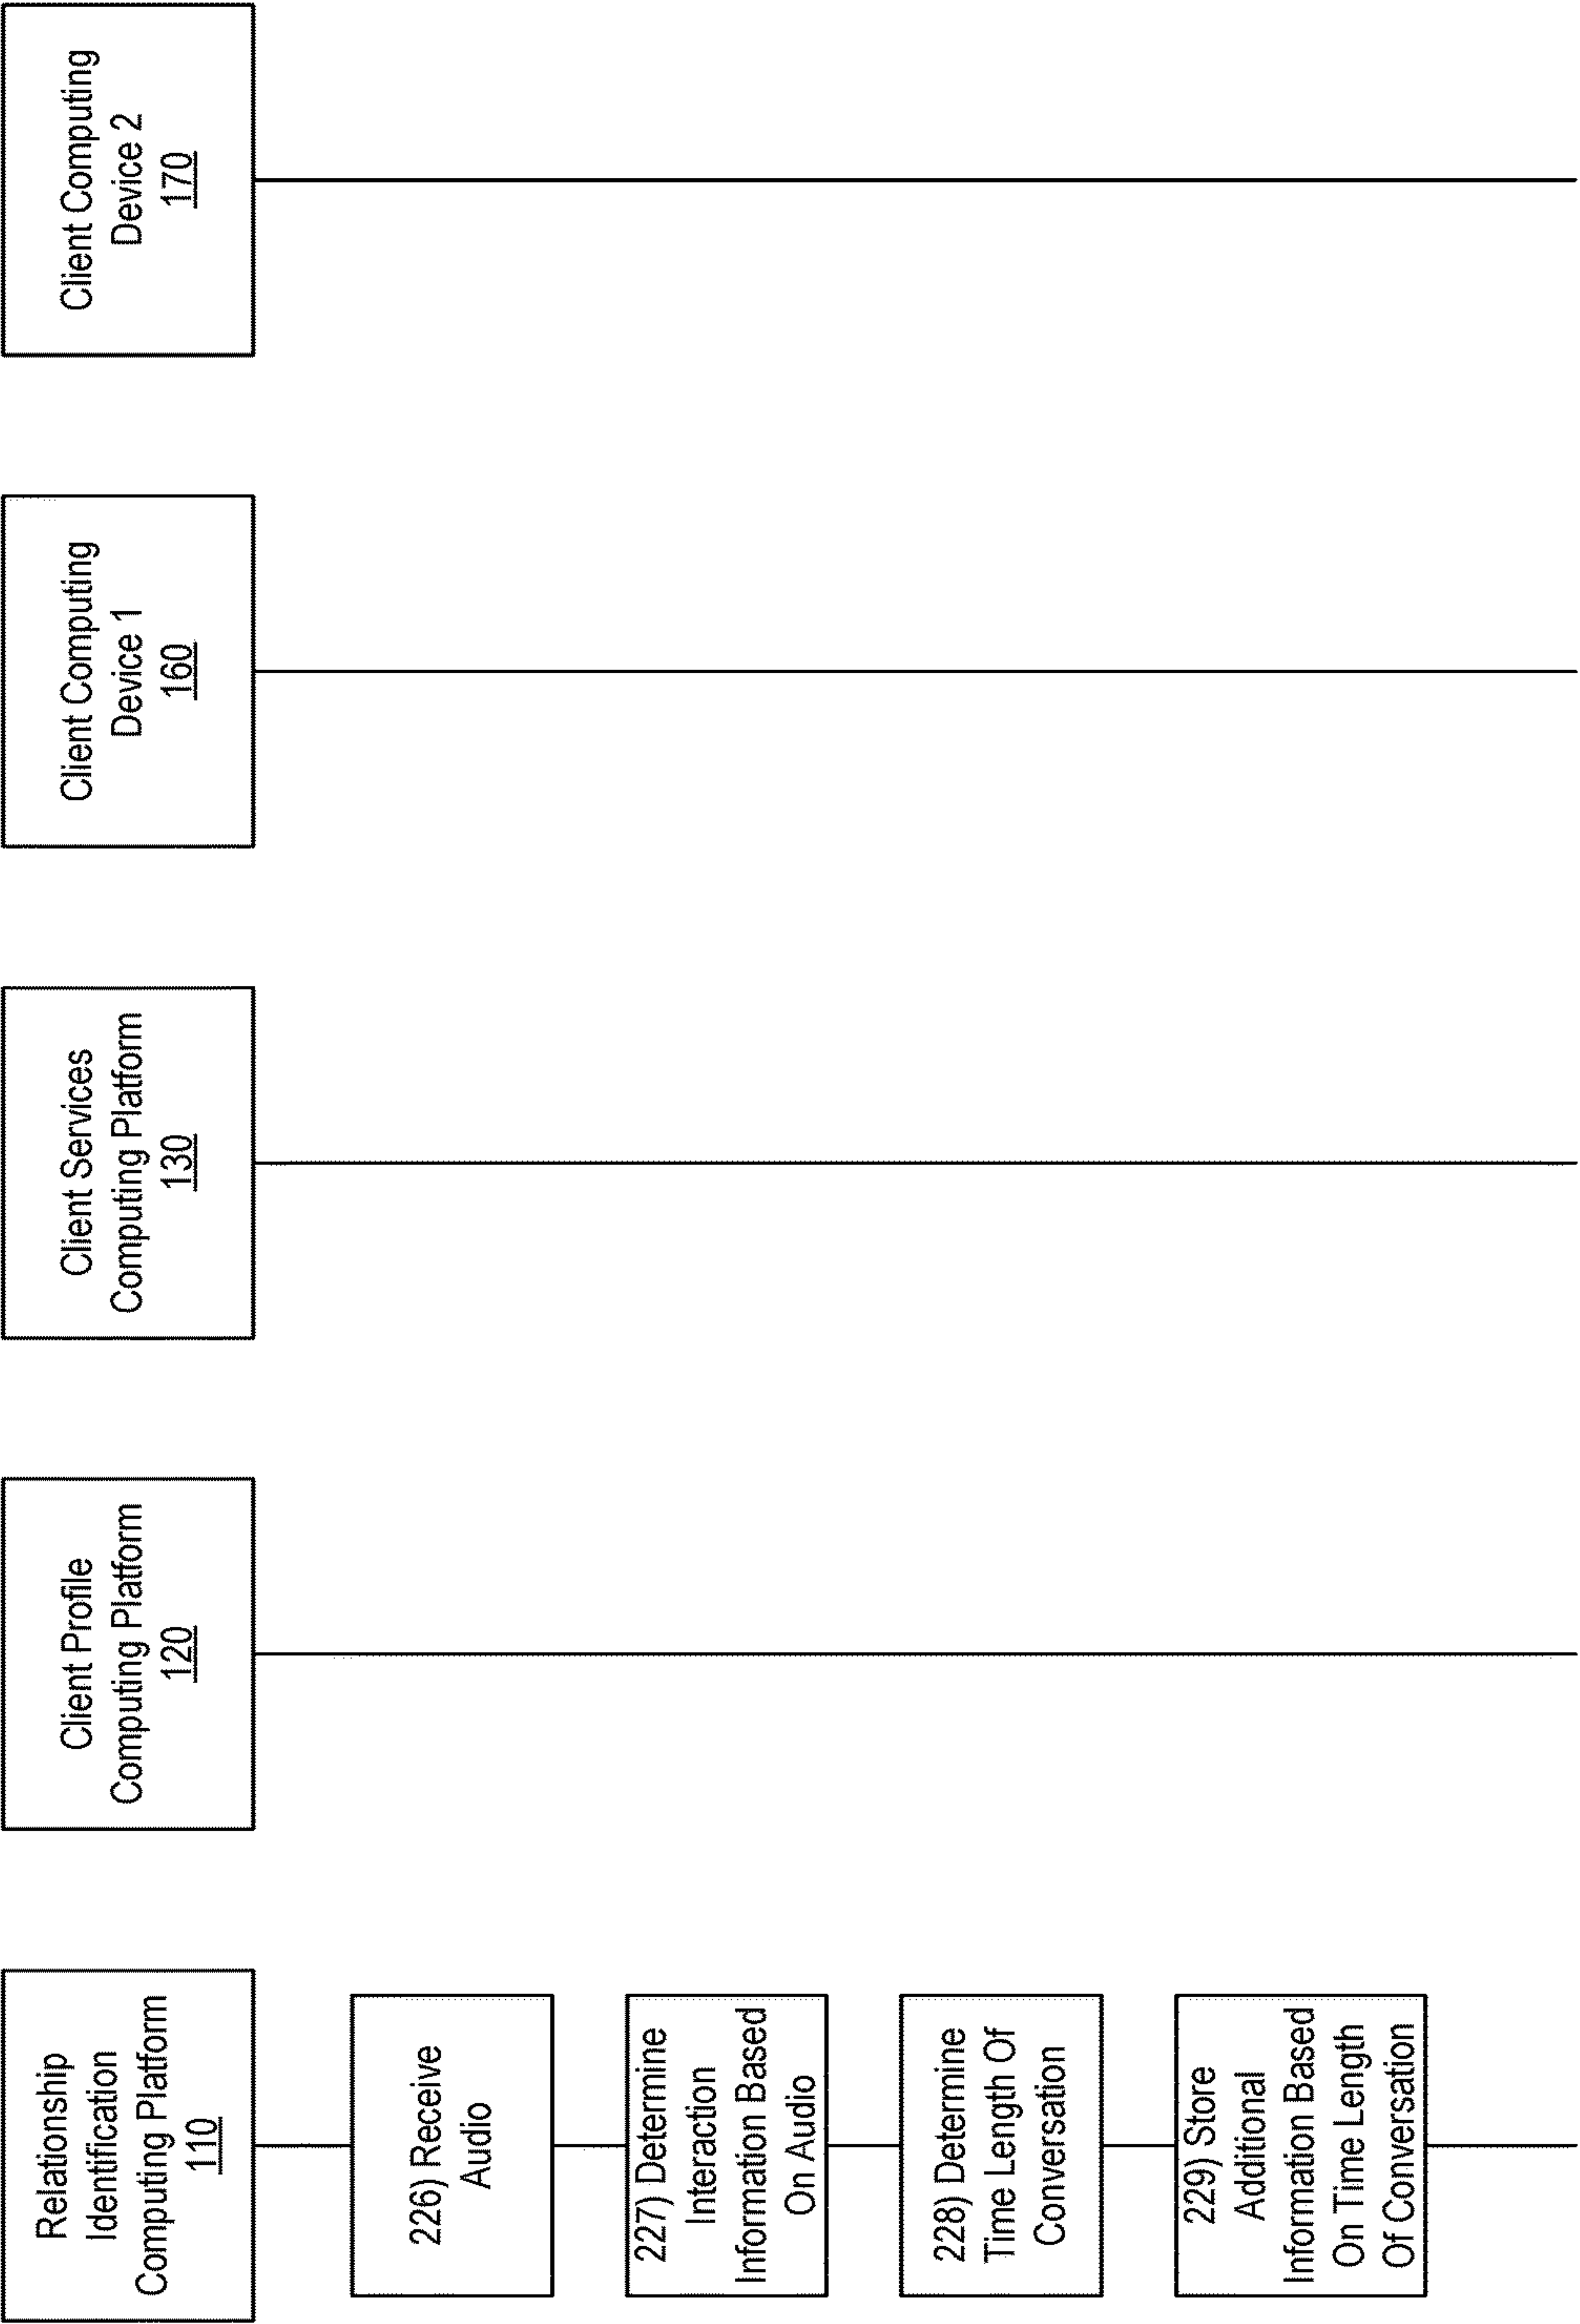 Relationship
Identification
Computing Platform
110
Client Profile
Computing Platform
120
Client Services
Computing Platform
130
Client Computing
Device 1
160
Client Computing
Device 2
170
226) Receive
Audio
227) Determine
Interaction
Information Based
On Audio
228) Determine
Time Length Of
Conversation
229) Store
Additional
Information Based
On Time Length
Of Conversation